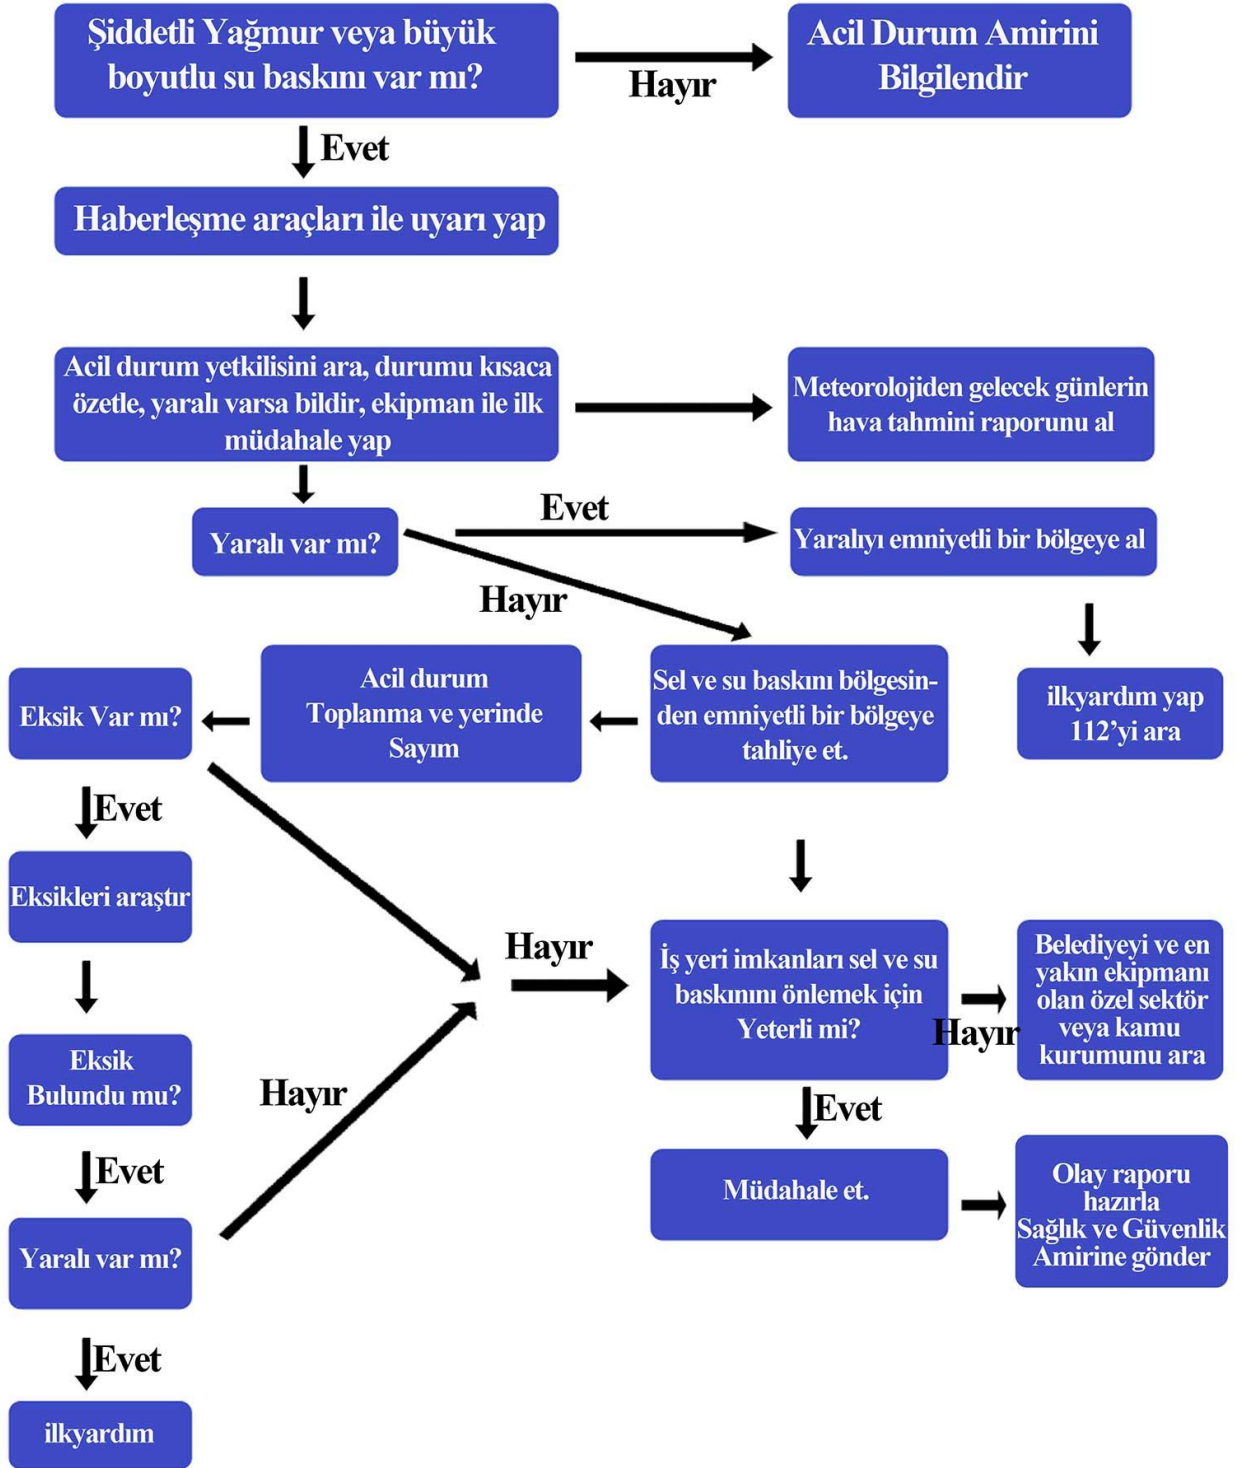 Şiddetli Yağmur veya büyük
boyutlu su baskını var mı?
Hayır
Acil Durum Amirini
Bilgilendir
Evet
Haberleşme araçları ile uyarı yap
Acil durum yetkilisini ara, durumu kısaca
özetle, yaralı varsa bildir, ekipman ile ilk
müdahale yap
Meteorolojiden gelecek günlerin
hava tahmini raporunu al
Yaralı var mı?
Evet
Yaralıyı emniyetli bir bölgeye al
Hayır
ilkyardım yap
112’yi ara
Sel ve su baskını bölgesin-
den emniyetli bir bölgeye
tahliye et.
Acil durum
Toplanma ve yerinde
Sayım
Eksik Var mı?
Evet
Eksikleri araştır
Eksik
Bulundu mu?
Evet
Yaralı var mı?
Hayır
Evet
ilkyardım
Hayır
İş yeri imkanları sel ve su
baskınını önlemek için
Yeterli mi?
Hayır
Belediyeyi ve en
yakın ekipmanı
olan özel sektör
veya kamu
kurumunu ara
Evet
Müdahale et.
Olay raporu
hazırla
Sağlık ve Güvenlik
Amirine gönder